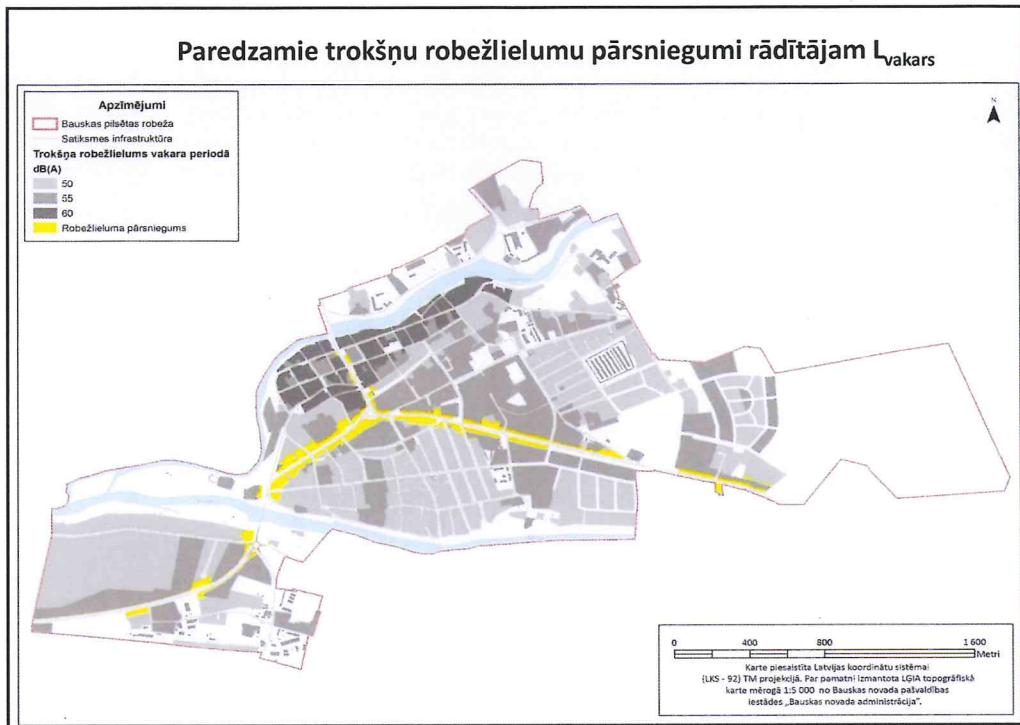 Paredzamie trokšņu robežlielumu pārsniegumi rādītājam Lvakars
Apzīmējumi
Bauskas pilsētas robeža
Satiksmes infrastruktūra
Trokšņa robežlielums vakara periodā
dB(A)
50
55
60
Robežlieluma pārsniegums
N
0 400 800 1 600
Metri
Karte piesaistīta Latvijas koordinātu sistēmai
(LKS - 92) TM projekcijā. Par pamatni izmantota LĢIA topogrāfiskā
karte mērogā 1:5 000 no Bauskas novada pašvaldības
iestādes „Bauskas novada administrācija”.